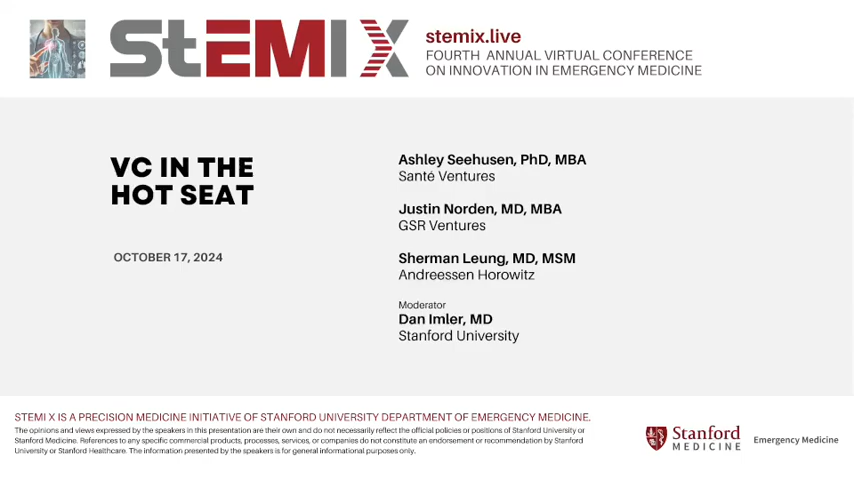 StEMI X
stemix.live
FOURTH ANNUAL VIRTUAL CONFERENCE
ON INNOVATION IN EMERGENCY MEDICINE
VC IN THE
HOT SEAT
OCTOBER 17, 2024
Ashley Seehusen, PhD, MBA
Santé Ventures
Justin Norden, MD, MBA
GSR Ventures
Sherman Leung, MD, MSM
Andreessen Horowitz
Moderator
Dan Imler, MD
Stanford University
STEMI X IS A PRECISION MEDICINE INITIATIVE OF STANFORD UNIVERSITY DEPARTMENT OF EMERGENCY MEDICINE.
The opinions and views expressed by the speakers in this presentation are their own and do not necessarily reflect the official policies or positions of Stanford University or
Stanford Medicine. References to any specific commercial products, processes, services, or companies do not constitute an endorsement or recommendation by Stanford
University or Stanford Healthcare. The information presented by the speakers is for general informational purposes only.
Stanford
MEDICINE
Emergency Medicine